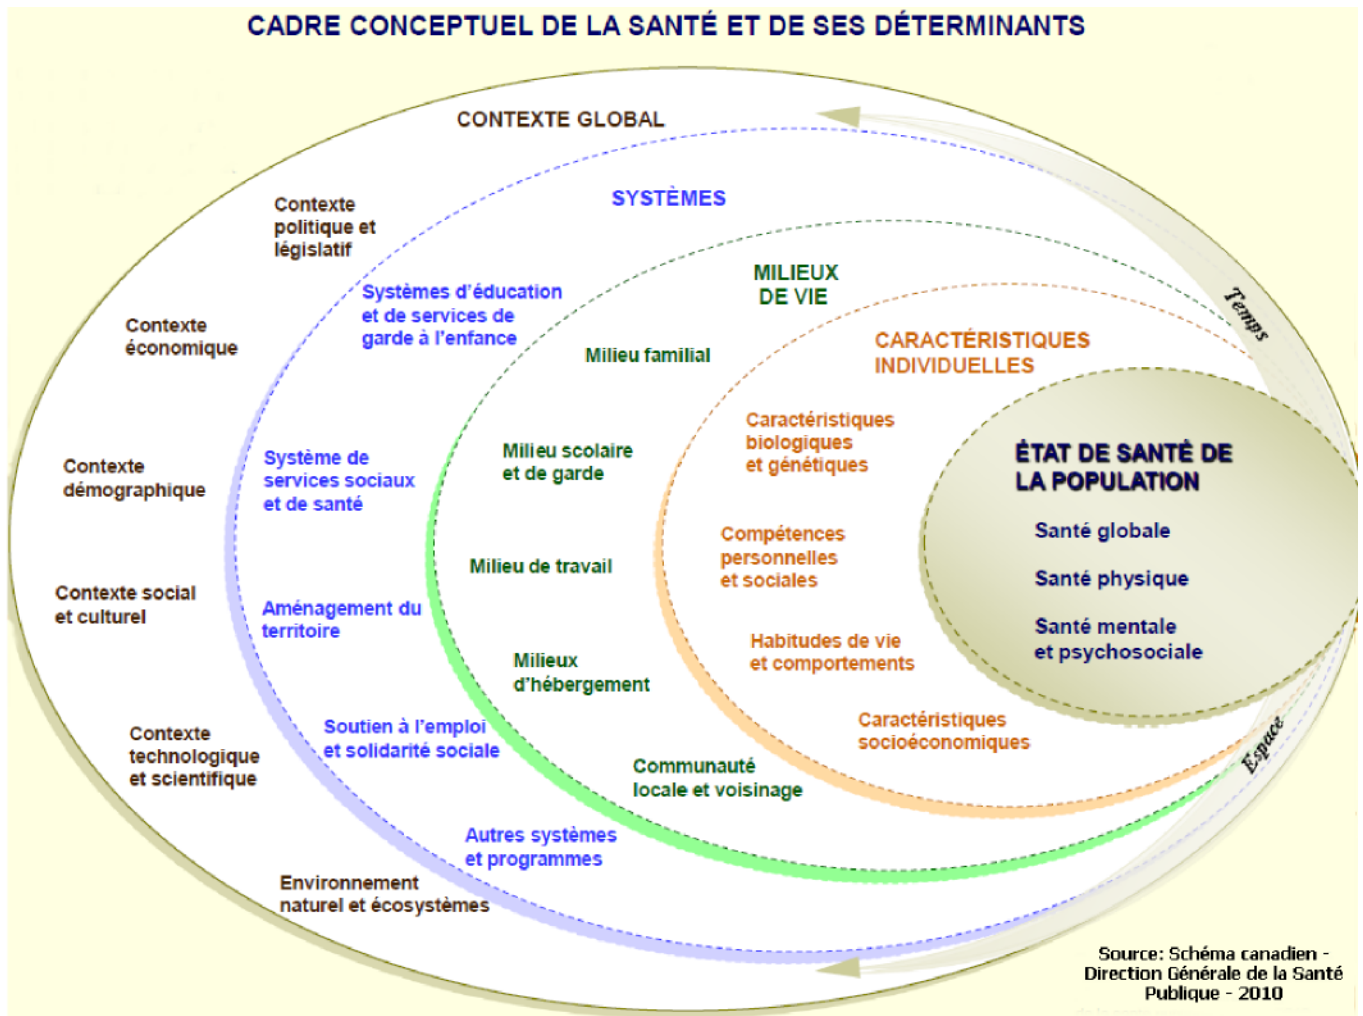 CADRE CONCEPTUEL DE LA SANTÉ ET DE SES DÉTERMINANTS
CONTEXTE GLOBAL
Contexte
politique et
législatif
Contexte
économique
Contexte
démographique
Contexte social
et culturel
Contexte
technologique
et scientifique
Environnement
naturel et écosystèmes
SYSTÈMES
Systèmes d'éducation
et de services de
garde à l'enfance
Système de
services sociaux
et de santé
Aménagement du
territoire
Soutien à l'emploi
et solidarité sociale
Autres systèmes
et programmes
MILIEUX
DE VIE
Milieu familial
Milieu scolaire
et de garde
Milieu de travail
Milieux
d'hébergement
Communauté
locale et voisinage
CARACTÉRISTIQUES
INDIVIDUELLES
Caractéristiques
biologiques
et génétiques
Compétences
personnelles
et sociales
Habitudes de vie
et comportements
Caractéristiques
socioéconomiques
ÉTAT DE SANTÉ DE
LA POPULATION
Santé globale
Santé physique
Santé mentale
et psychosociale
Temps
Espace
Source: Schéma canadien -
Direction Générale de la Santé
Publique - 2010